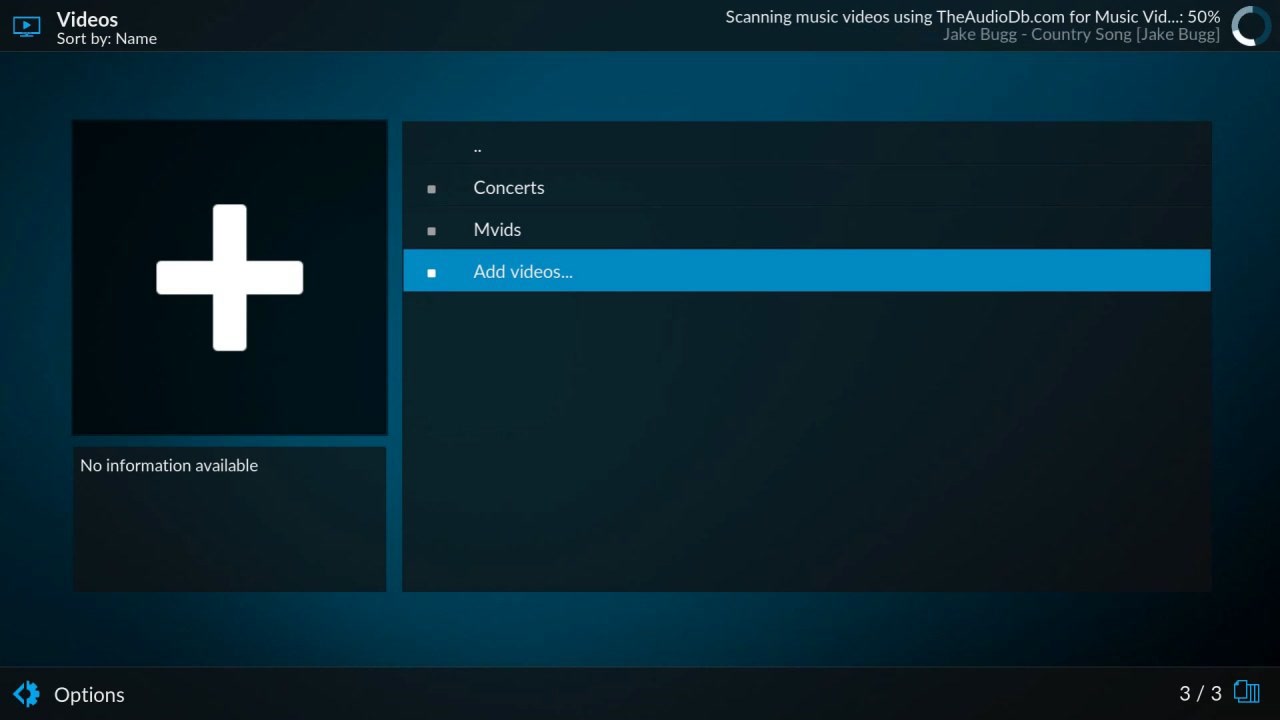 Videos
Sort by: Name
Scanning music videos using TheAudioDb.com for Music Vid...: 50%
Jake Bugg - Country Song [Jake Bugg]
..
Concerts
Mvids
Add videos...
No information available
Options
3 / 3